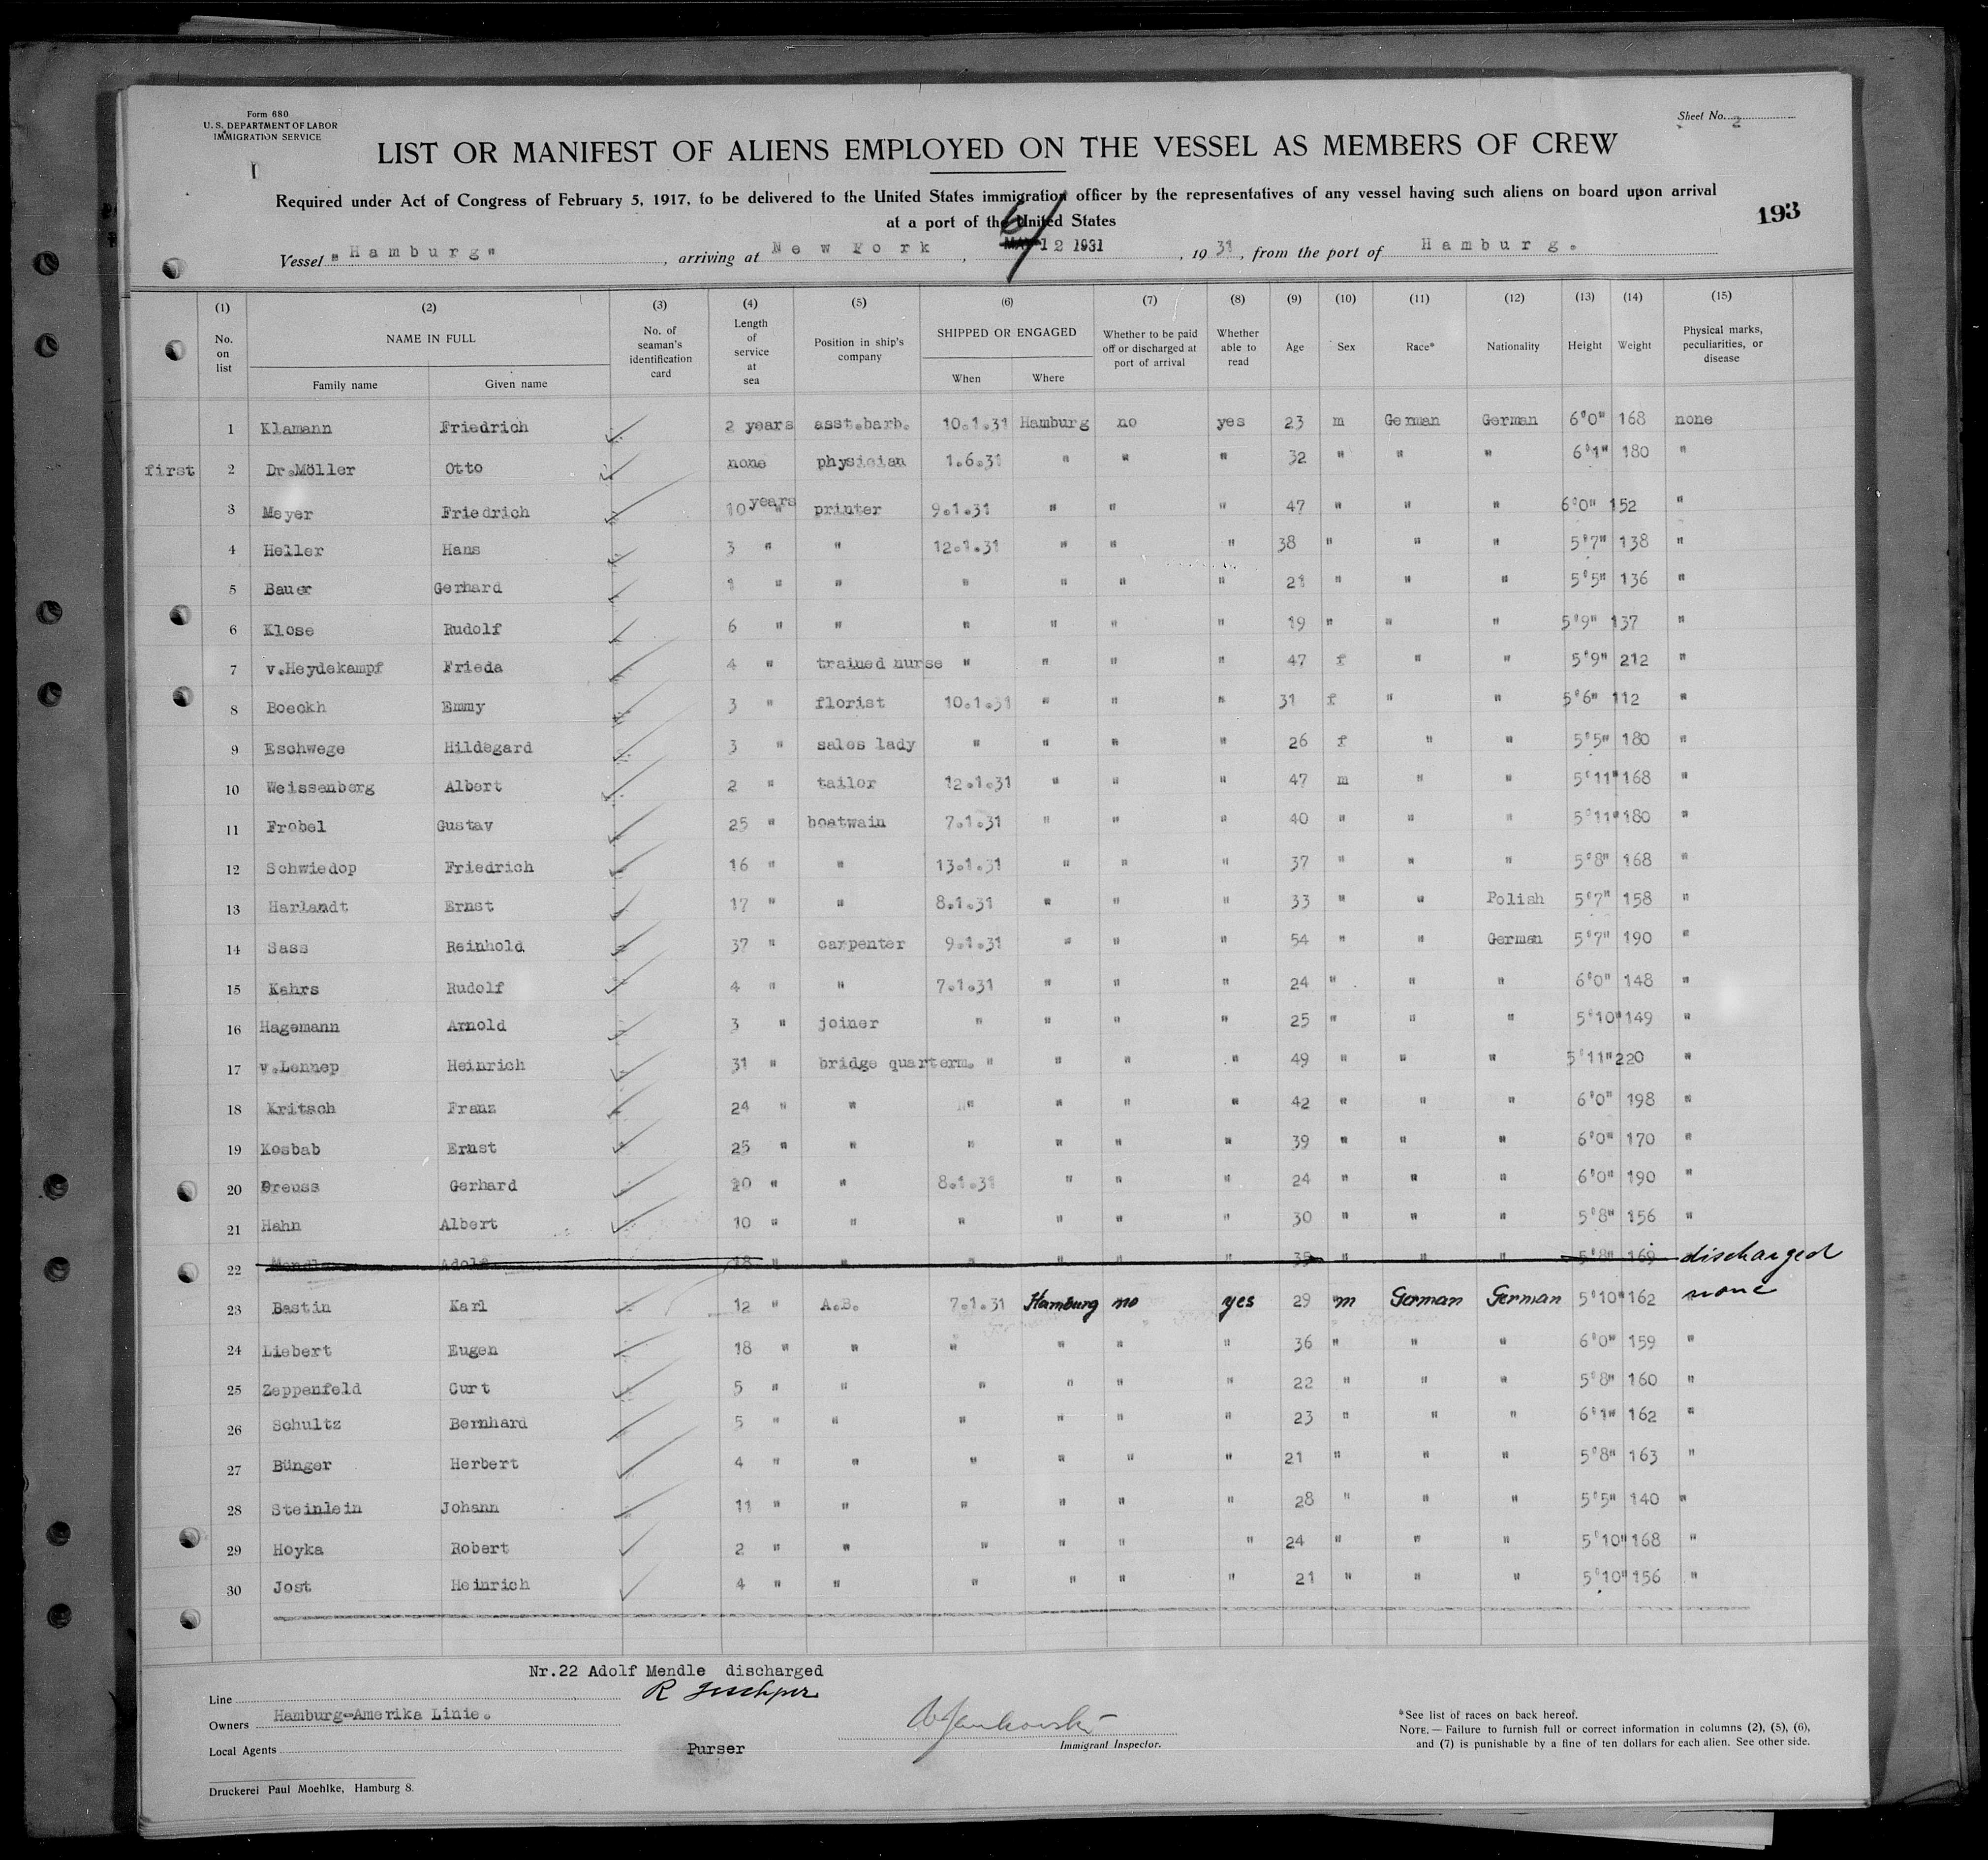 Form 680
U. S. DEPARTMENT OF LABOR
IMMIGRATION SERVICE
Sheet No. 2
LIST OR MANIFEST OF ALIENS EMPLOYED ON THE VESSEL AS MEMBERS OF CREW
Required under Act of Congress of February 5, 1917, to be delivered to the United States immigration officer by the representatives of any vessel having such aliens on board upon arrival
at a port of the United States
193
Vessel "Hamburg", arriving at New York, MAY 12 1931, 1931, from the port of Hamburg.
(1) (2) (3) (4) (5) (6) (7) (8) (9) (10) (11) (12) (13) (14) (15)
No. on list NAME IN FULL Family name Given name No. of seaman's identification card Length of service at sea Position in ship's company SHIPPED OR ENGAGED When Where Whether to be paid off or discharged at port of arrival Whether able to read Age Sex Race* Nationality Height Weight Physical marks, peculiarities, or disease
1 Klamann Friedrich 2 years asst.barb. 10.1.31 Hamburg no yes 23 m German German 6'0" 168 none
first 2 Dr.Möller Otto none physician 1.6.31 " " " 32 " " " 6'1" 180 "
3 Meyer Friedrich 10 years " printer 9.1.31 " " " 47 " " " 6'0" 152 "
4 Heller Hans 3 " " 12.1.31 " " " 38 " " " 5'7" 138 "
5 Bauer Gerhard 1 " " " " " " 21 " " " 5'5" 136 "
6 Klose Rudolf 6 " " " " " " 19 " " " 5'9" 137 "
7 v.Heydekampf Frieda 4 " trained nurse " " " " 47 f " " 5'9" 212 "
8 Boeckh Emmy 3 " florist 10.1.31 " " " 31 f " " 5'6" 112 "
9 Eschwege Hildegard 3 " sales lady " " " " 26 f " " 5'5" 180 "
10 Weissenberg Albert 2 " tailor 12.1.31 " " " 47 m " " 5'11" 168 "
11 Frobel Gustav 25 " boatwain 7.1.31 " " " 40 " " " 5'11" 180 "
12 Schwiedop Friedrich 16 " " 13.1.31 " " " 37 " " " 5'8" 168 "
13 Harlandt Ernst 17 " " 8.1.31 " " " 33 " " Polish 5'7" 158 "
14 Sass Reinhold 37 " carpenter 9.1.31 " " " 54 " " German 5'7" 190 "
15 Kahrs Rudolf 4 " " 7.1.31 " " " 24 " " " 6'0" 148 "
16 Hagemann Arnold 3 " joiner " " " " 25 " " " 5'10" 149 "
17 v.Lennep Heinrich 31 " bridge quarterm. " " " " 49 " " " 5'11" 220 "
18 Kritsch Franz 24 " " " " " " 42 " " " 6'0" 198 "
19 Kosbab Ernst 25 " " " " " " 39 " " " 6'0" 170 "
20 Preuss Gerhard 20 " " 8.1.31 " " " 24 " " " 6'0" 190 "
21 Hahn Albert 10 " " " " " " 30 " " " 5'8" 156 "
22 Mendle Adolf 18 " " " " " " 35 " " " 5'8" 169 discharged
23 Bastin Karl 12 " A.B. 7.1.31 Hamburg no yes 29 m German German 5'10" 162 none
24 Liebert Eugen 18 " " " " " " 36 " " " 6'0" 159 "
25 Zeppenfeld Curt 5 " " " " " " 22 " " " 5'8" 160 "
26 Schultz Bernhard 5 " " " " " " 23 " " " 6'1" 162 "
27 Bünger Herbert 4 " " " " " " 21 " " " 5'8" 163 "
28 Steinlein Johann 11 " " " " " " 28 " " " 5'5" 140 "
29 Hoyka Robert 2 " " " " " " 24 " " " 5'10" 168 "
30 Jost Heinrich 4 " " " " " " 21 " " " 5'10" 156 "
Nr.22 Adolf Mendle discharged
Line
Owners Hamburg-Amerika Linie.
Local Agents
Purser
Immigrant Inspector.
*See list of races on back hereof.
NOTE.— Failure to furnish full or correct information in columns (2), (5), (6),
and (7) is punishable by a fine of ten dollars for each alien. See other side.
Druckerei Paul Moehlke, Hamburg 8.